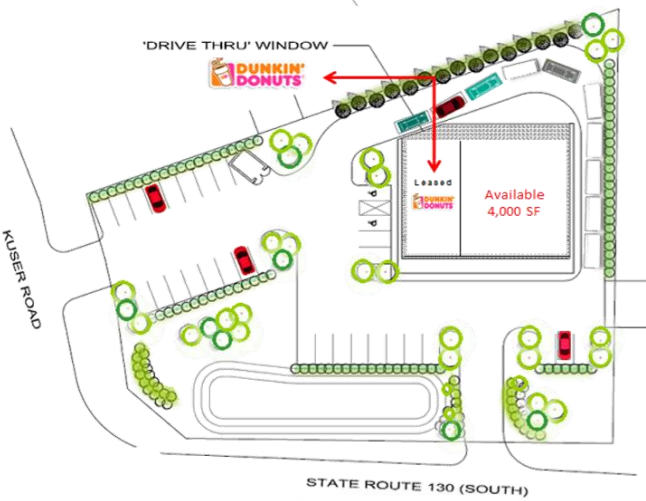 'DRIVE THRU' WINDOW
DUNKIN'
DONUTS
Leased
DUNKIN'
DONUTS
Available
4,000 SF
KUSER ROAD
STATE ROUTE 130 (SOUTH)